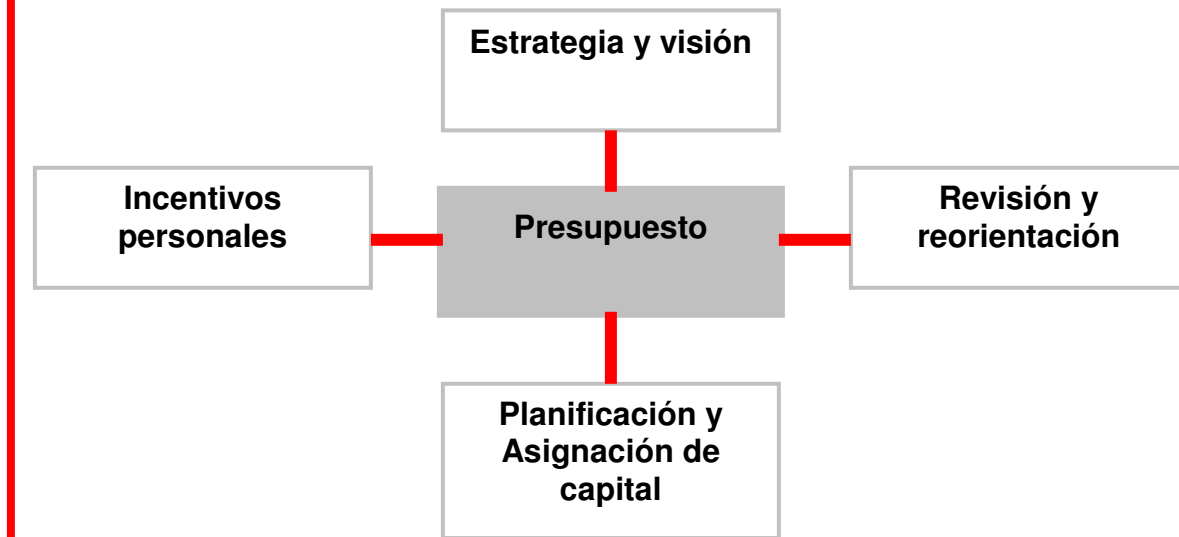 Estrategia y visión
Incentivos
personales
Presupuesto
Revisión y
reorientación
Planificación y
Asignación de
capital